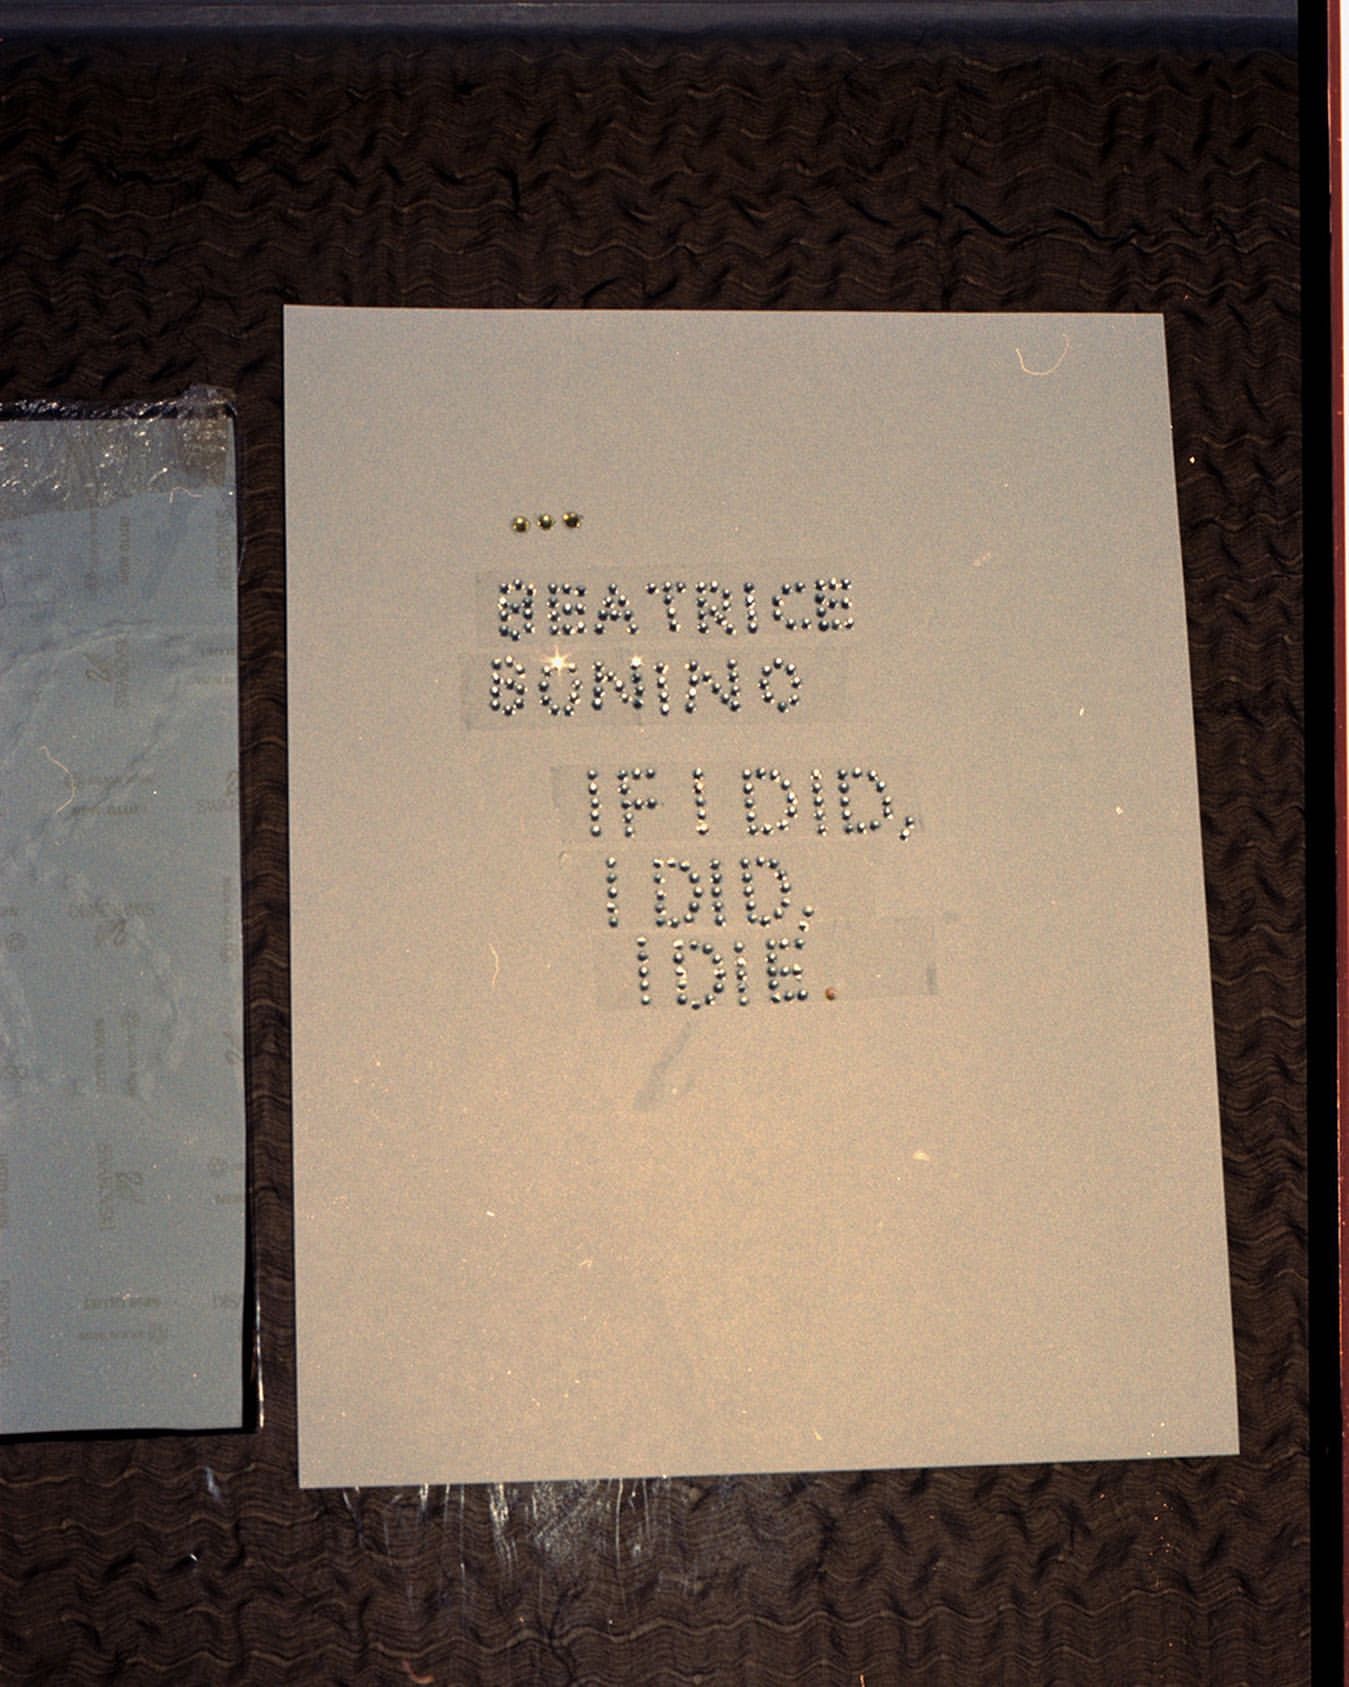 ...
BEATRICE
BONINO
IF I DID,
I DID,
I DIE.